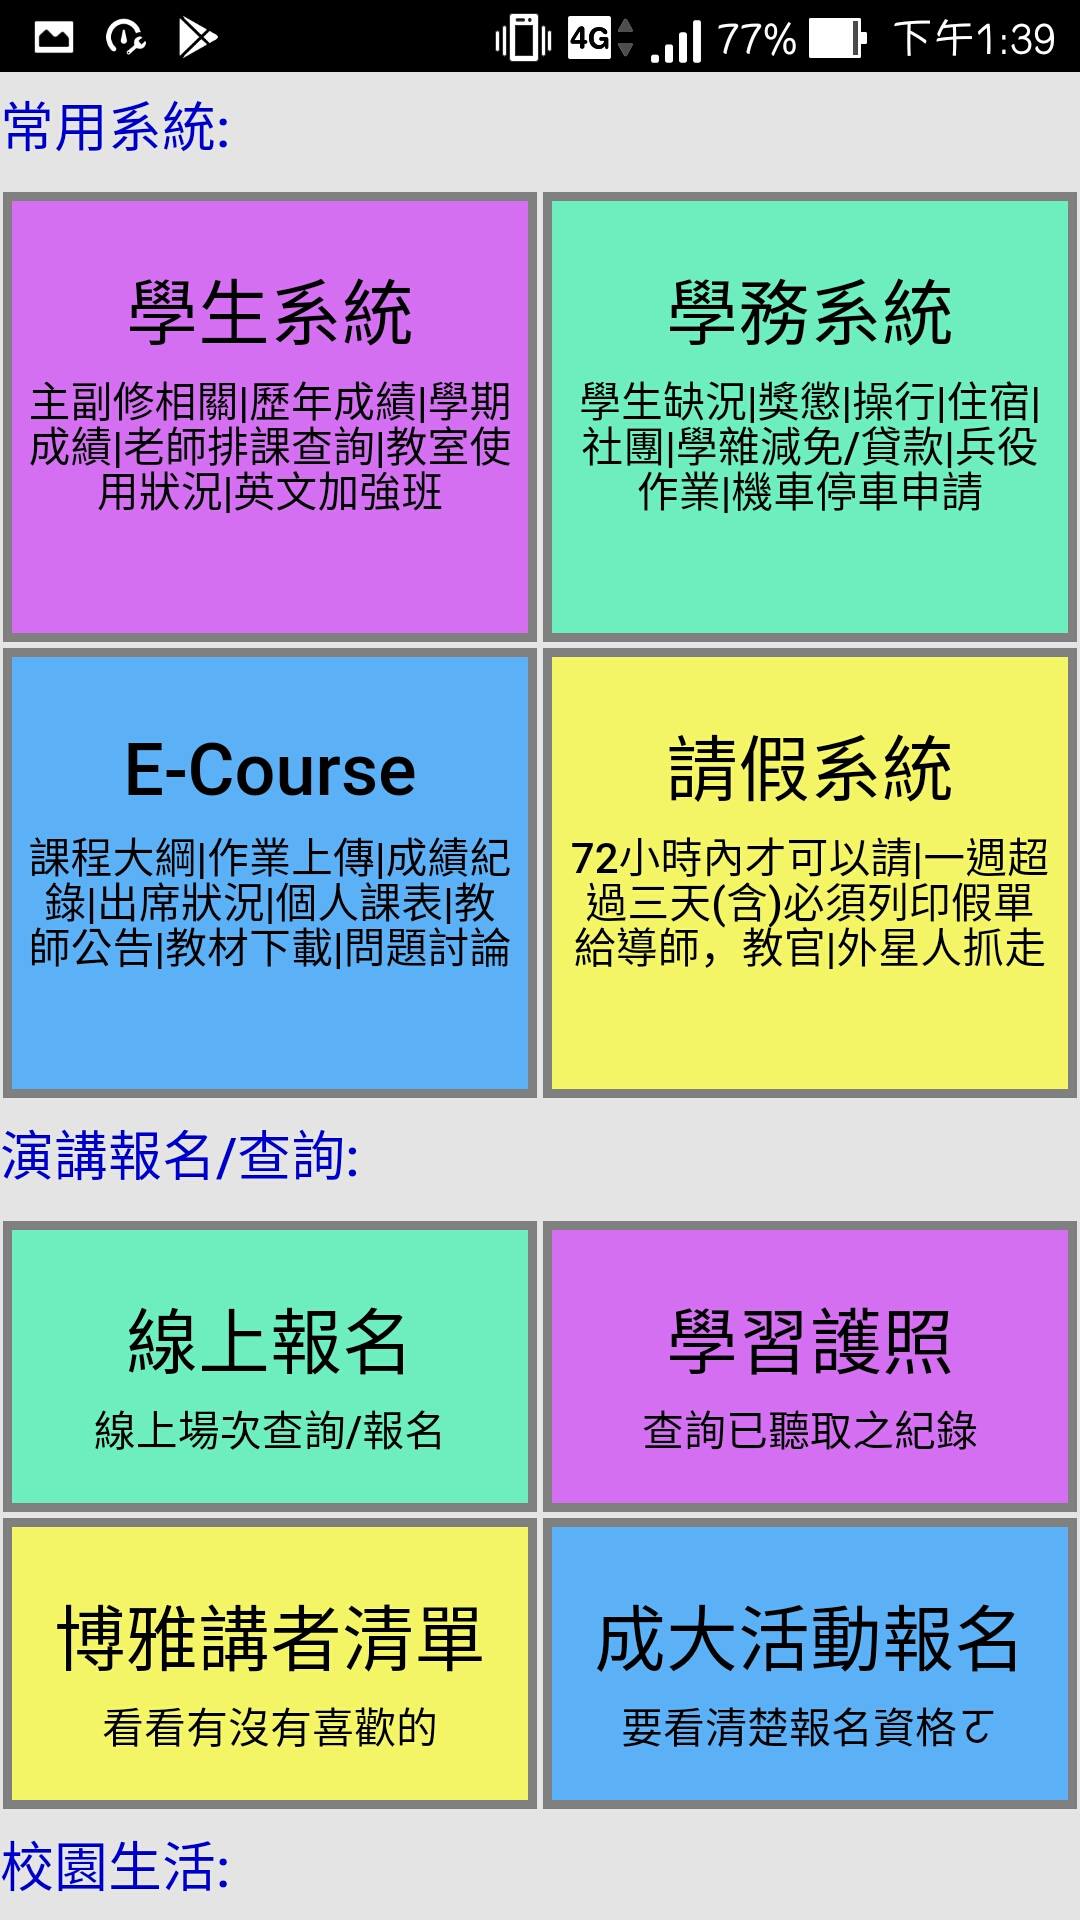 4G 77% 下午1:39
常用系統:
學生系統
主副修相關|歷年成績|學期
成績|老師排課查詢|教室使
用狀況|英文加強班
學務系統
學生缺況|獎懲|操行|住宿|
社團|學雜減免/貸款|兵役
作業|機車停車申請
E-Course
課程大綱|作業上傳|成績紀
錄|出席狀況|個人課表|教
師公告|教材下載|問題討論
請假系統
72小時內才可以請|一週超
過三天(含)必須列印假單
給導師，教官|外星人抓走
演講報名/查詢:
線上報名
線上場次查詢/報名
學習護照
查詢已聽取之紀錄
博雅講者清單
看看有沒有喜歡的
成大活動報名
要看清楚報名資格ㄛ
校園生活: